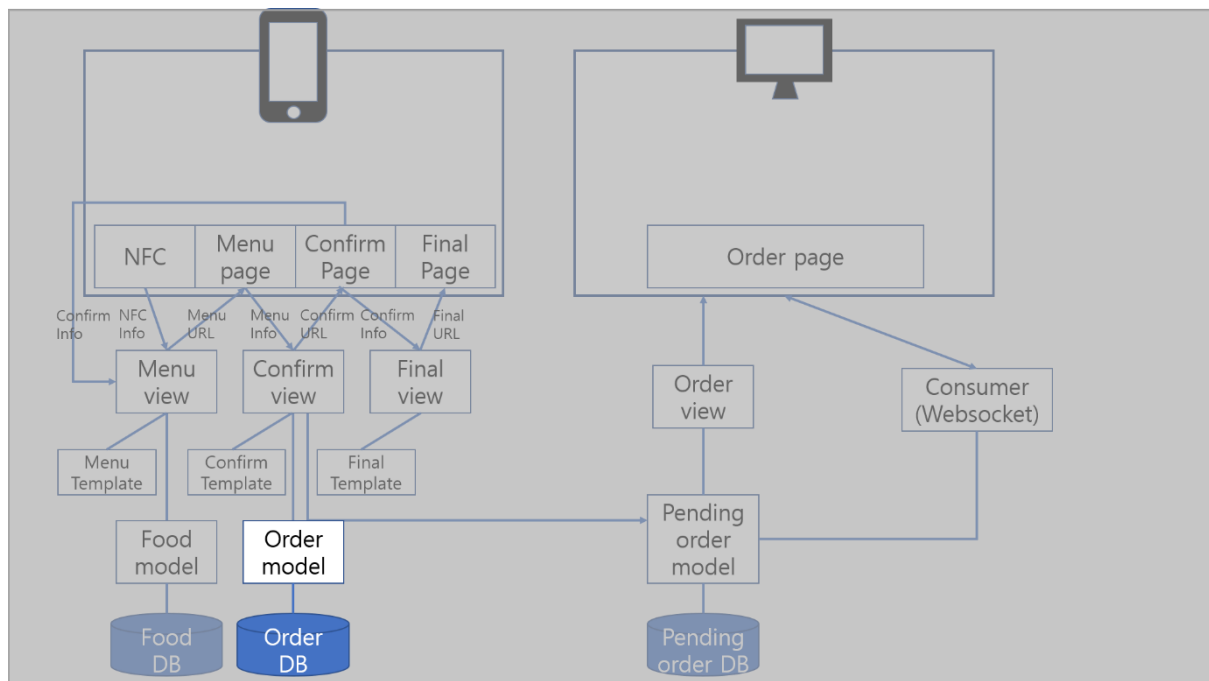 NFC
Menu
page
Confirm
Page
Final
Page
Order page
Confirm
Info
NFC
Info
Menu
URL
Menu
Info
Confirm
URL
Confirm
Info
Final
URL
Menu
view
Confirm
view
Final
view
Order
view
Consumer
(Websocket)
Menu
Template
Confirm
Template
Final
Template
Food
model
Order
model
Pending
order
model
Food
DB
Order
DB
Pending
order DB